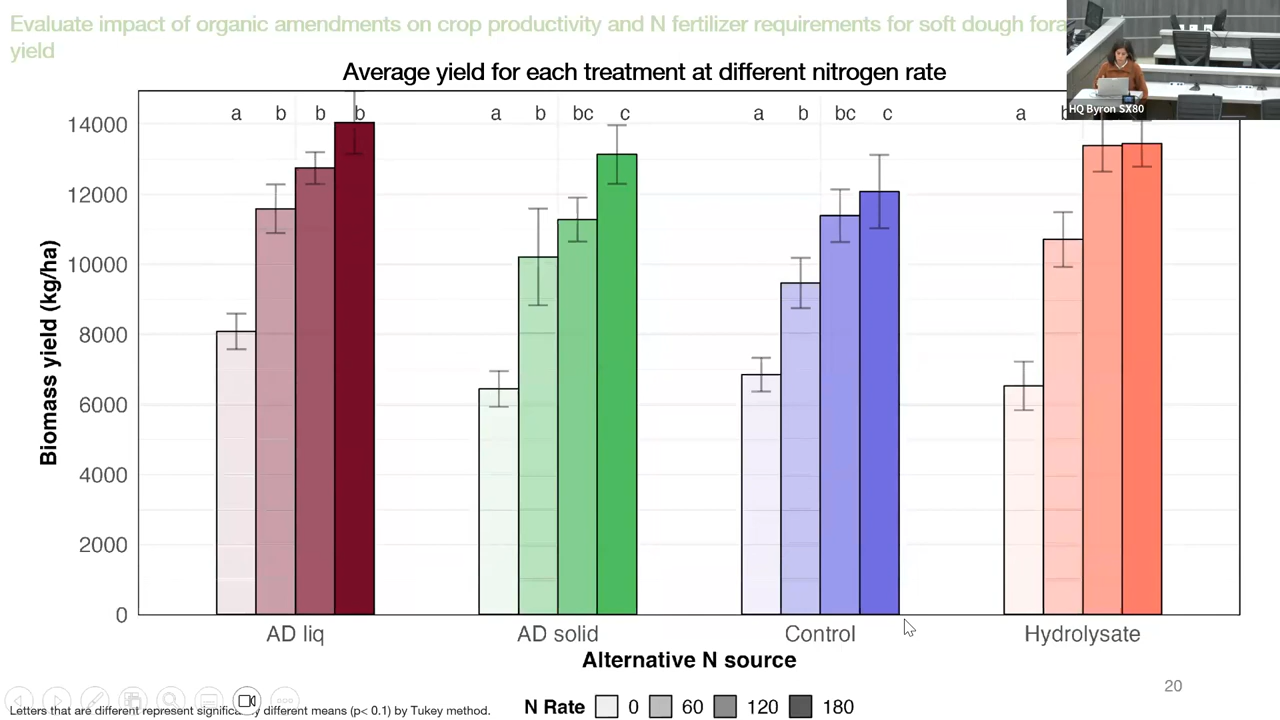 Evaluate impact of organic amendments on crop productivity and N fertilizer requirements for soft dough
yield
HQ Byron SX80
Average yield for each treatment at different nitrogen rate
a b b b a b bc c a b bc c a
14000
12000
10000
8000
6000
4000
2000
0
Biomass yield (kg/ha)
AD liq AD solid Control Hydrolysate
Alternative N source
20
N Rate 0 60 120 180
Letters that are different represent significantly different means (p< 0.1) by Tukey method.